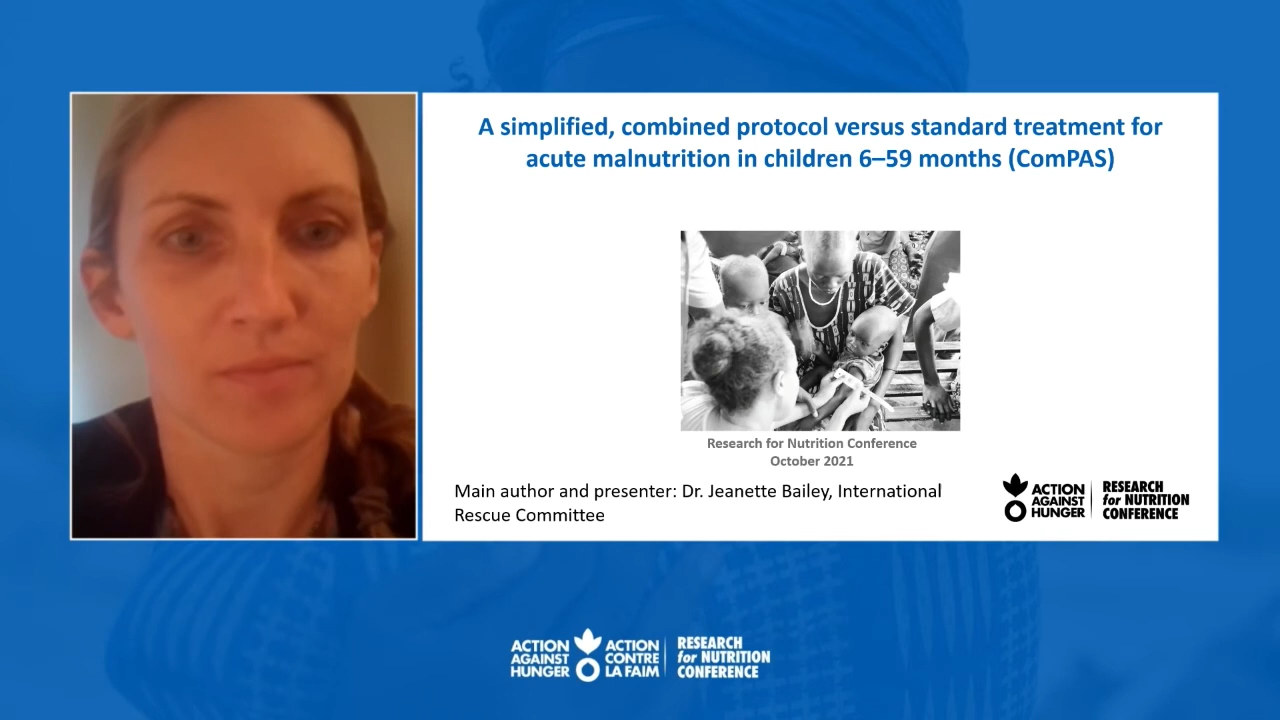 A simplified, combined protocol versus standard treatment for
acute malnutrition in children 6–59 months (ComPAS)
Research for Nutrition Conference
October 2021
Main author and presenter: Dr. Jeanette Bailey, International
Rescue Committee
ACTION
AGAINST
HUNGER
RESEARCH
for NUTRITION
CONFERENCE
ACTION
AGAINST
HUNGER
ACTION
CONTRE
LA FAIM
RESEARCH
for NUTRITION
CONFERENCE